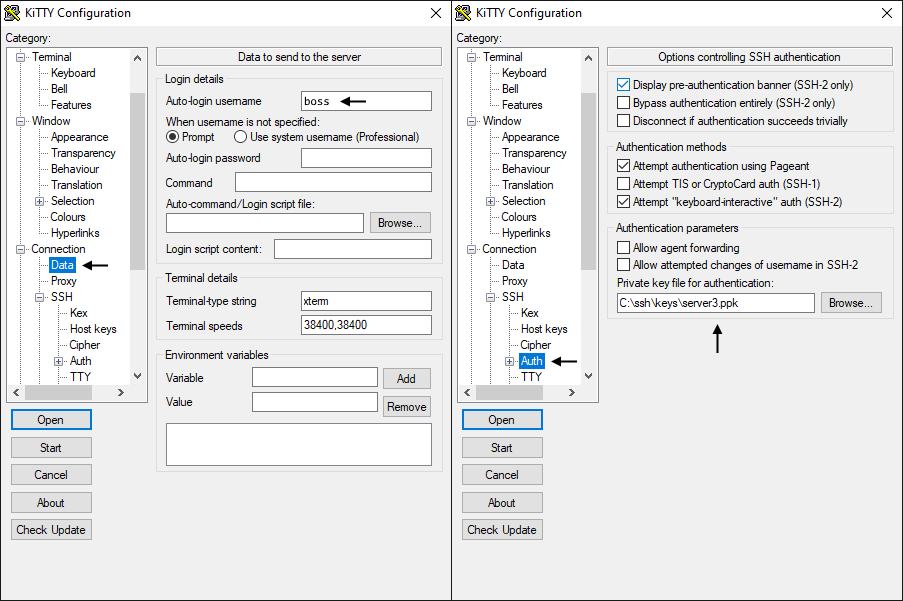 KiTTY Configuration
Category:
Terminal
Keyboard
Bell
Features
Window
Appearance
Transparency
Behaviour
Translation
Selection
Colours
Hyperlinks
Connection
Data
Proxy
SSH
Kex
Host keys
Cipher
Auth
TTY
Open
Start
Cancel
About
Check Update
Data to send to the server
Login details
Auto-login username
boss
When username is not specified:
Prompt Use system username (Professional)
Auto-login password
Command
Auto-command/Login script file:
Browse...
Login script content:
Terminal details
Terminal-type string xterm
Terminal speeds 38400,38400
Environment variables
Variable Add
Value Remove
KiTTY Configuration
Category:
Terminal
Keyboard
Bell
Features
Window
Appearance
Transparency
Behaviour
Translation
Selection
Colours
Hyperlinks
Connection
Data
Proxy
SSH
Kex
Host keys
Cipher
Auth
TTY
Open
Start
Cancel
About
Check Update
Options controlling SSH authentication
Display pre-authentication banner (SSH-2 only)
Bypass authentication entirely (SSH-2 only)
Disconnect if authentication succeeds trivially
Authentication methods
Attempt authentication using Pageant
Attempt TIS or CryptoCard auth (SSH-1)
Attempt "keyboard-interactive" auth (SSH-2)
Authentication parameters
Allow agent forwarding
Allow attempted changes of username in SSH-2
Private key file for authentication:
C:\ssh\keys\server3.ppk Browse...